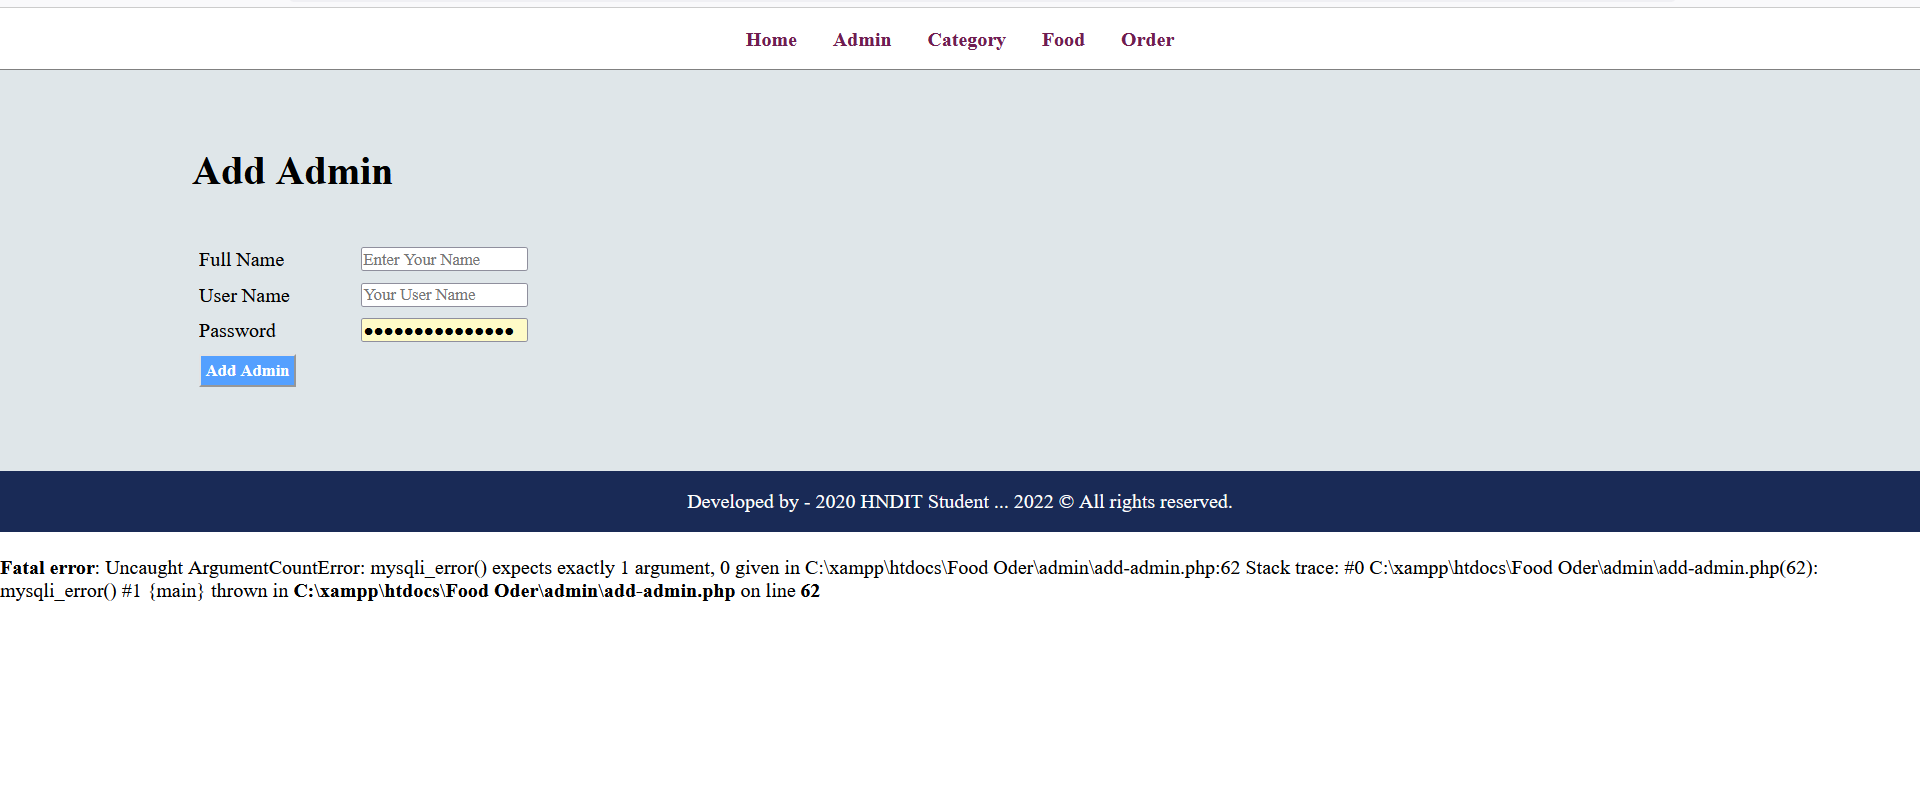 Home Admin Category Food Order
Add Admin
Full Name Enter Your Name
User Name Your User Name
Password ●●●●●●●●●●●●●●●
Add Admin
Developed by - 2020 HNDIT Student ... 2022 © All rights reserved.
Fatal error: Uncaught ArgumentCountError: mysqli_error() expects exactly 1 argument, 0 given in C:\xampp\htdocs\Food Oder\admin\add-admin.php:62 Stack trace: #0 C:\xampp\htdocs\Food Oder\admin\add-admin.php(62):
mysqli_error() #1 {main} thrown in C:\xampp\htdocs\Food Oder\admin\add-admin.php on line 62